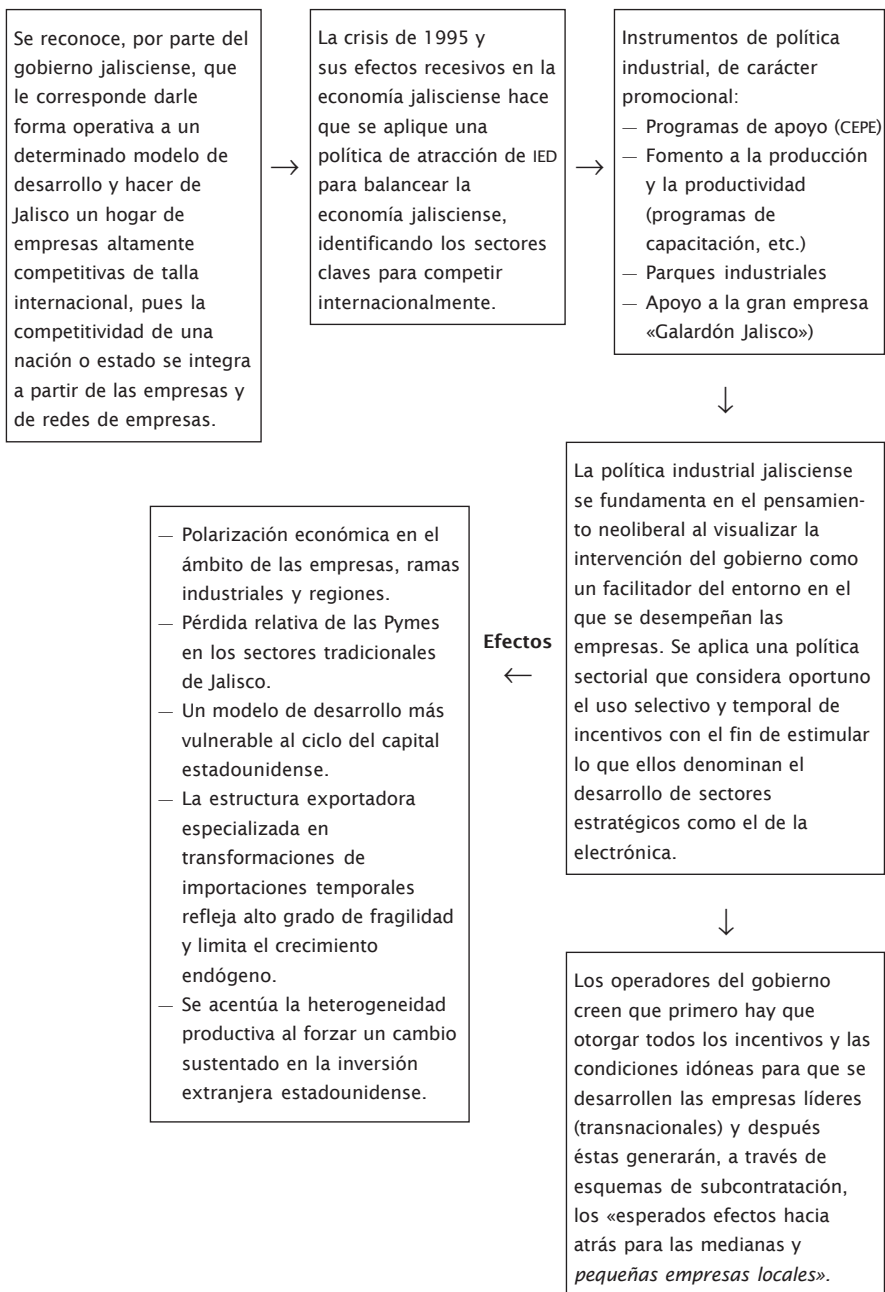 Se reconoce, por parte del
gobierno jalisciense, que
le corresponde darle
forma operativa a un
determinado modelo de
desarrollo y hacer de
Jalisco un hogar de
empresas altamente
competitivas de talla
internacional, pues la
competitividad de una
nación o estado se integra
a partir de las empresas y
de redes de empresas.
→
La crisis de 1995 y
sus efectos recesivos en la
economía jalisciense hace
que se aplique una
política de atracción de IED
para balancear la
economía jalisciense,
identificando los sectores
claves para competir
internacionalmente.
→
Instrumentos de política
industrial, de carácter
promocional:
— Programas de apoyo (CEPE)
— Fomento a la producción
y la productividad
(programas de
capacitación, etc.)
— Parques industriales
— Apoyo a la gran empresa
«Galardón Jalisco»)
↓
La política industrial jalisciense
se fundamenta en el pensamien-
to neoliberal al visualizar la
intervención del gobierno como
un facilitador del entorno en el
que se desempeñan las
empresas. Se aplica una política
sectorial que considera oportuno
el uso selectivo y temporal de
incentivos con el fin de estimular
lo que ellos denominan el
desarrollo de sectores
estratégicos como el de la
electrónica.
Efectos
←
— Polarización económica en el
ámbito de las empresas, ramas
industriales y regiones.
— Pérdida relativa de las Pymes
en los sectores tradicionales
de Jalisco.
— Un modelo de desarrollo más
vulnerable al ciclo del capital
estadounidense.
— La estructura exportadora
especializada en
transformaciones de
importaciones temporales
refleja alto grado de fragilidad
y limita el crecimiento
endógeno.
— Se acentúa la heterogeneidad
productiva al forzar un cambio
sustentado en la inversión
extranjera estadounidense.
↓
Los operadores del gobierno
creen que primero hay que
otorgar todos los incentivos y las
condiciones idóneas para que se
desarrollen las empresas líderes
(transnacionales) y después
éstas generarán, a través de
esquemas de subcontratación,
los «esperados efectos hacia
atrás para las medianas y
pequeñas empresas locales».